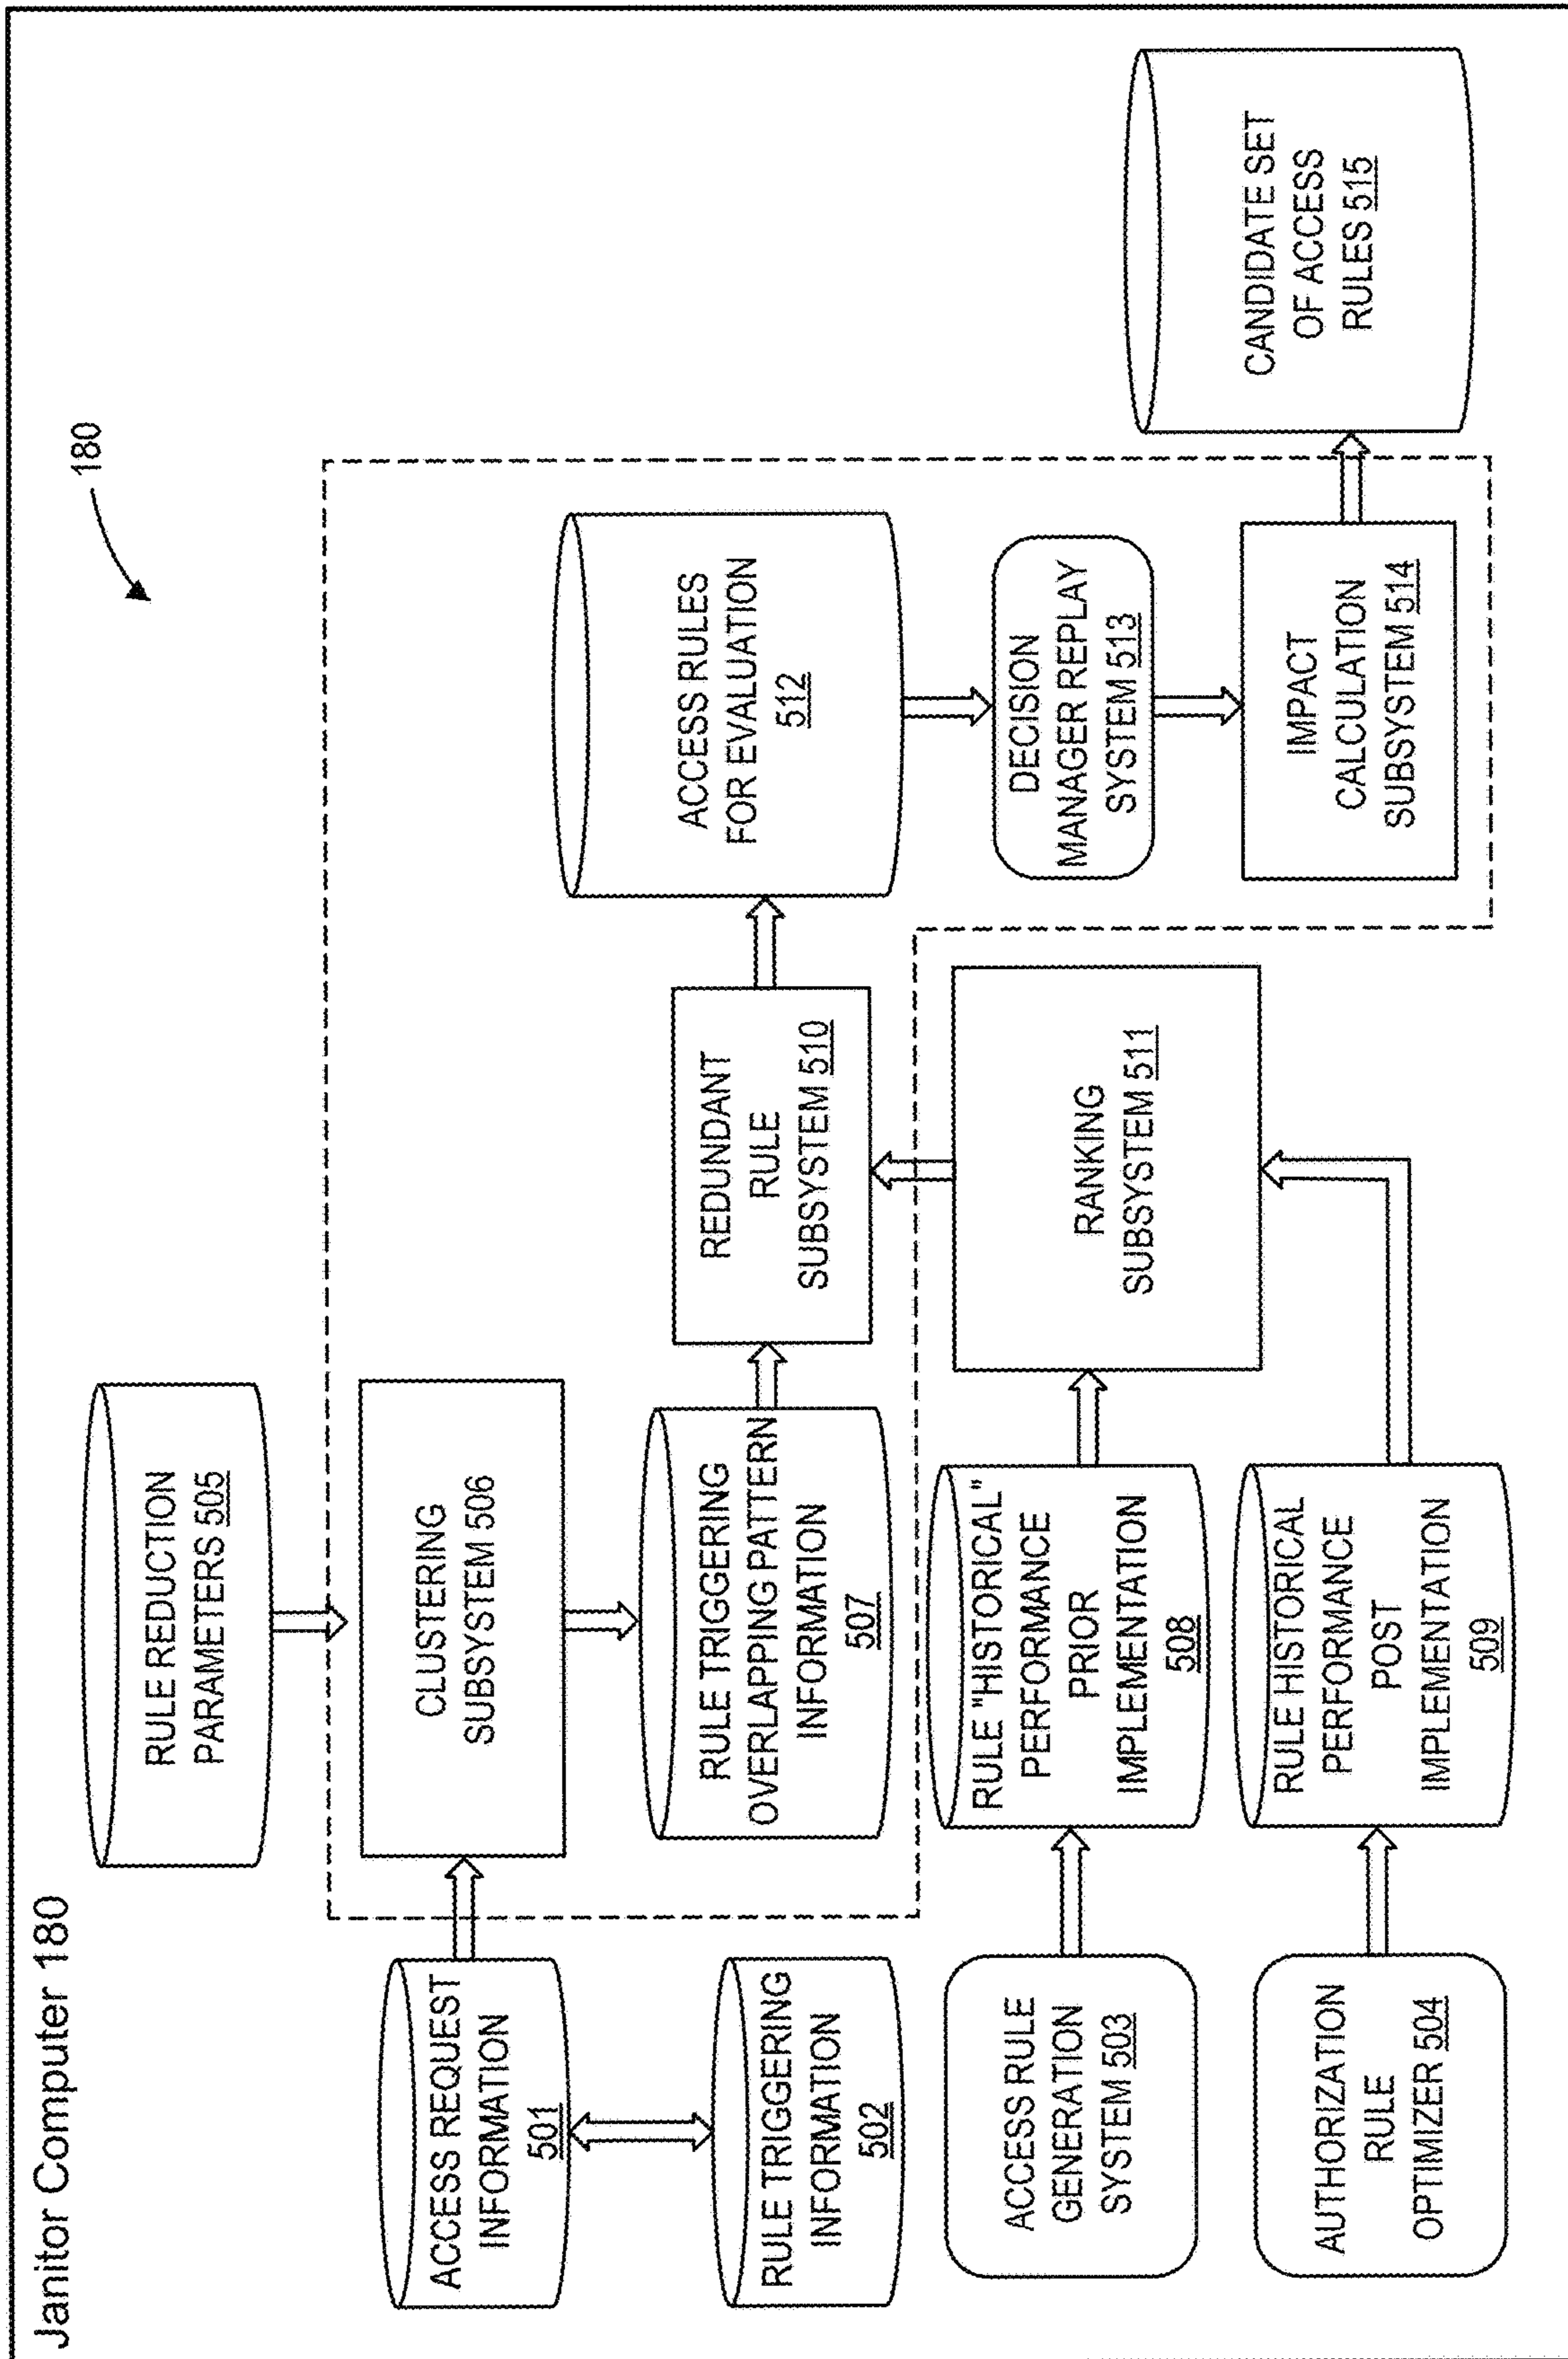 Janitor Computer 180
180
RULE REDUCTION
PARAMETERS 505
ACCESS REQUEST
INFORMATION
501
CLUSTERING
SUBSYSTEM 506
RULE TRIGGERING
INFORMATION
502
RULE TRIGGERING
OVERLAPPING PATTERN
INFORMATION
507
REDUNDANT
RULE
SUBSYSTEM 510
ACCESS RULES
FOR EVALUATION
512
ACCESS RULE
GENERATION
SYSTEM 503
RULE "HISTORICAL"
PERFORMANCE
PRIOR
IMPLEMENTATION
508
RANKING
SUBSYSTEM 511
DECISION
MANAGER REPLAY
SYSTEM 513
AUTHORIZATION
RULE
OPTIMIZER 504
RULE HISTORICAL
PERFORMANCE
POST
IMPLEMENTATION
509
IMPACT
CALCULATION
SUBSYSTEM 514
CANDIDATE SET
OF ACCESS
RULES 515